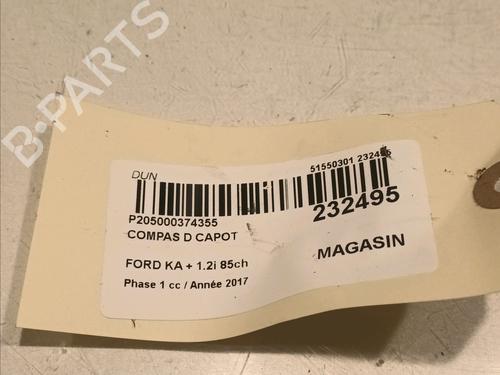 B-PARTS
DUN
51550301 232495
P205000374355
232495
COMPAS D CAPOT
MAGASIN
FORD KA + 1.2i 85ch
Phase 1 cc / Année 2017